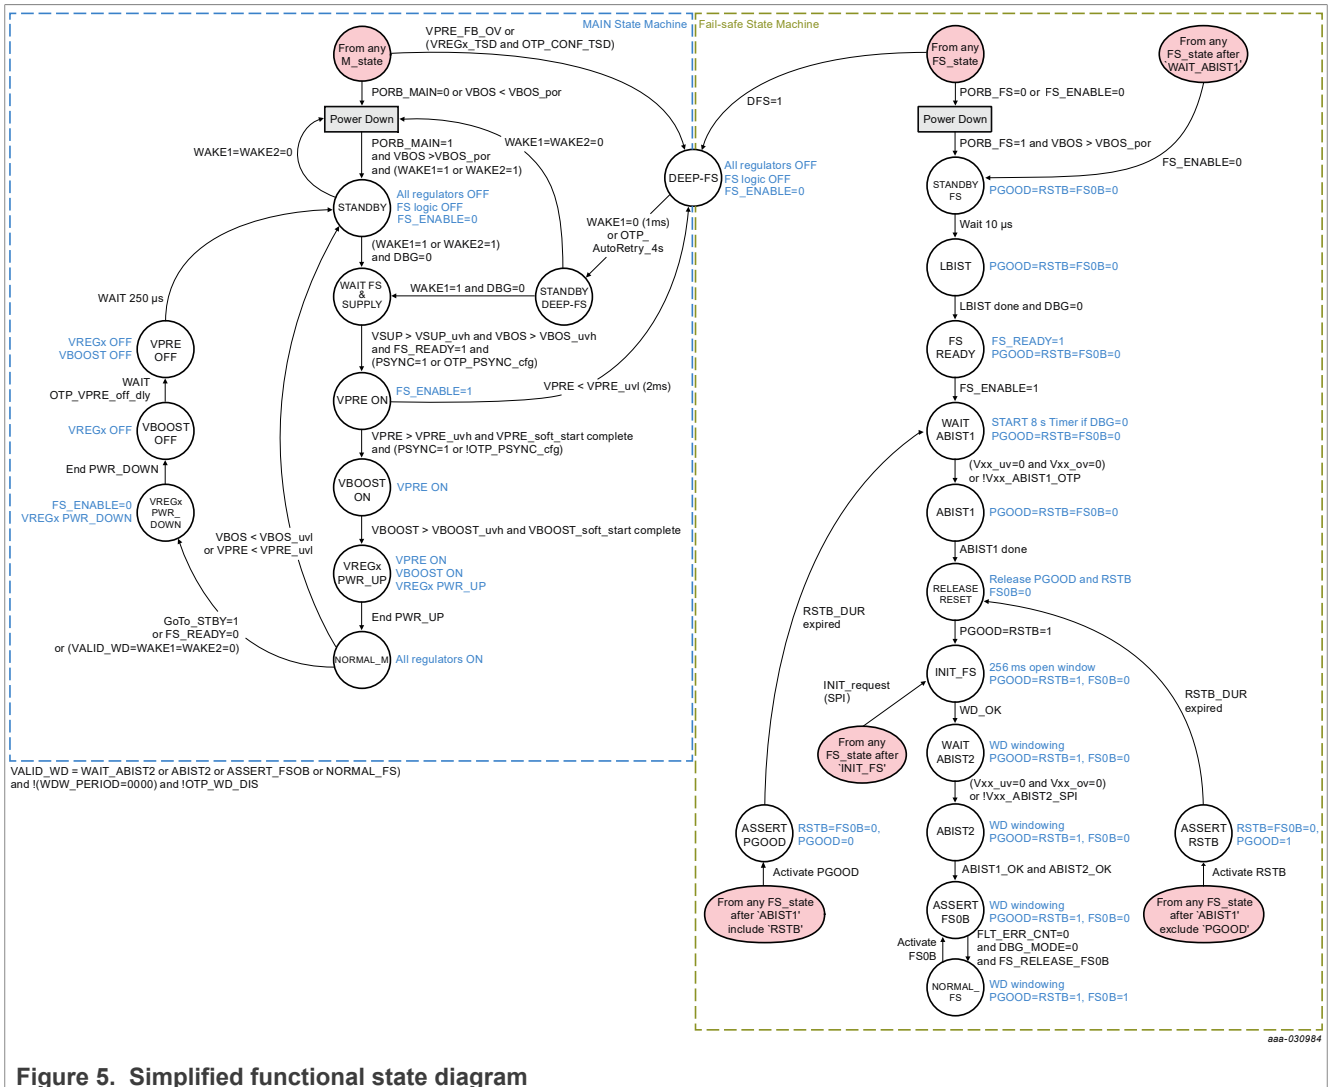 MAIN State Machine
From any
M_state
VPRE_FB_OV or
(VREGx_TSD and OTP_CONF_TSD)
PORB_MAIN=0 or VBOS < VBOS_por
Power Down
WAKE1=WAKE2=0
PORB_MAIN=1
and VBOS >VBOS_por
and (WAKE1=1 or WAKE2=1)
WAKE1=WAKE2=0
STANDBY
All regulators OFF
FS logic OFF
FS_ENABLE=0
DEEP-FS
All regulators OFF
FS logic OFF
FS_ENABLE=0
WAKE1=0 (1ms)
or OTP_
AutoRetry_4s
(WAKE1=1 or WAKE2=1)
and DBG=0
WAIT FS
&
SUPPLY
WAKE1=1 and DBG=0
STANDBY
DEEP-FS
WAIT 250 µs
VSUP > VSUP_uvh and VBOS > VBOS_uvh
and FS_READY=1 and
(PSYNC=1 or OTP_PSYNC_cfg)
VREGx OFF
VBOOST OFF
VPRE
OFF
WAIT
OTP_VPRE_off_dly
VPRE ON
FS_ENABLE=1
VPRE < VPRE_uvl (2ms)
VREGx OFF
VBOOST
OFF
VPRE > VPRE_uvh and VPRE_soft_start complete
and (PSYNC=1 or !OTP_PSYNC_cfg)
End PWR_DOWN
VBOOST
ON
VPRE ON
FS_ENABLE=0
VREGx PWR_DOWN
VREGx
PWR_
DOWN
VBOS < VBOS_uvl
or VPRE < VPRE_uvl
VBOOST > VBOOST_uvh and VBOOST_soft_start complete
VREGx
PWR_UP
VPRE ON
VBOOST ON
VREGx PWR_UP
GoTo_STBY=1
or FS_READY=0
or (VALID_WD=WAKE1=WAKE2=0)
End PWR_UP
NORMAL_M
All regulators ON
VALID_WD = WAIT_ABIST2 or ABIST2 or ASSERT_FSOB or NORMAL_FS)
and !(WDW_PERIOD=0000) and !OTP_WD_DIS
Fail-safe State Machine
From any
FS_state
From any
FS_state after
'WAIT_ABIST1,
DFS=1
PORB_FS=0 or FS_ENABLE=0
Power Down
PORB_FS=1 and VBOS > VBOS_por
FS_ENABLE=0
STANDBY
FS
PGOOD=RSTB=FS0B=0
Wait 10 µs
LBIST
PGOOD=RSTB=FS0B=0
LBIST done and DBG=0
FS
READY
FS_READY=1
PGOOD=RSTB=FS0B=0
FS_ENABLE=1
WAIT
ABIST1
START 8 s Timer if DBG=0
PGOOD=RSTB=FS0B=0
(Vxx_uv=0 and Vxx_ov=0)
or !Vxx_ABIST1_OTP
ABIST1
PGOOD=RSTB=FS0B=0
ABIST1 done
RELEASE
RESET
Release PGOOD and RSTB
FS0B=0
RSTB_DUR
expired
PGOOD=RSTB=1
INIT_FS
256 ms open window
PGOOD=RSTB=1, FS0B=0
INIT_request
(SPI)
RSTB_DUR
expired
WD_OK
From any
FS_state after
'INIT_FS'
WAIT
ABIST2
WD windowing
PGOOD=RSTB=1, FS0B=0
(Vxx_uv=0 and Vxx_ov=0)
or !Vxx_ABIST2_SPI
ASSERT
PGOOD
RSTB=FS0B=0,
PGOOD=0
ABIST2
WD windowing
PGOOD=RSTB=1, FS0B=0
ASSERT
RSTB
RSTB=FS0B=0,
PGOOD=1
Activate PGOOD
ABIST1_OK and ABIST2_OK
Activate RSTB
From any FS_state
after 'ABIST1'
include 'RSTB'
ASSERT
FS0B
WD windowing
PGOOD=RSTB=1, FS0B=0
From any FS_state
after 'ABIST1'
exclude 'PGOOD'
Activate
FS0B
FLT_ERR_CNT=0
and DBG_MODE=0
and FS_RELEASE_FS0B
NORMAL_
FS
WD windowing
PGOOD=RSTB=1, FS0B=1
aaa-030984
Figure 5. Simplified functional state diagram